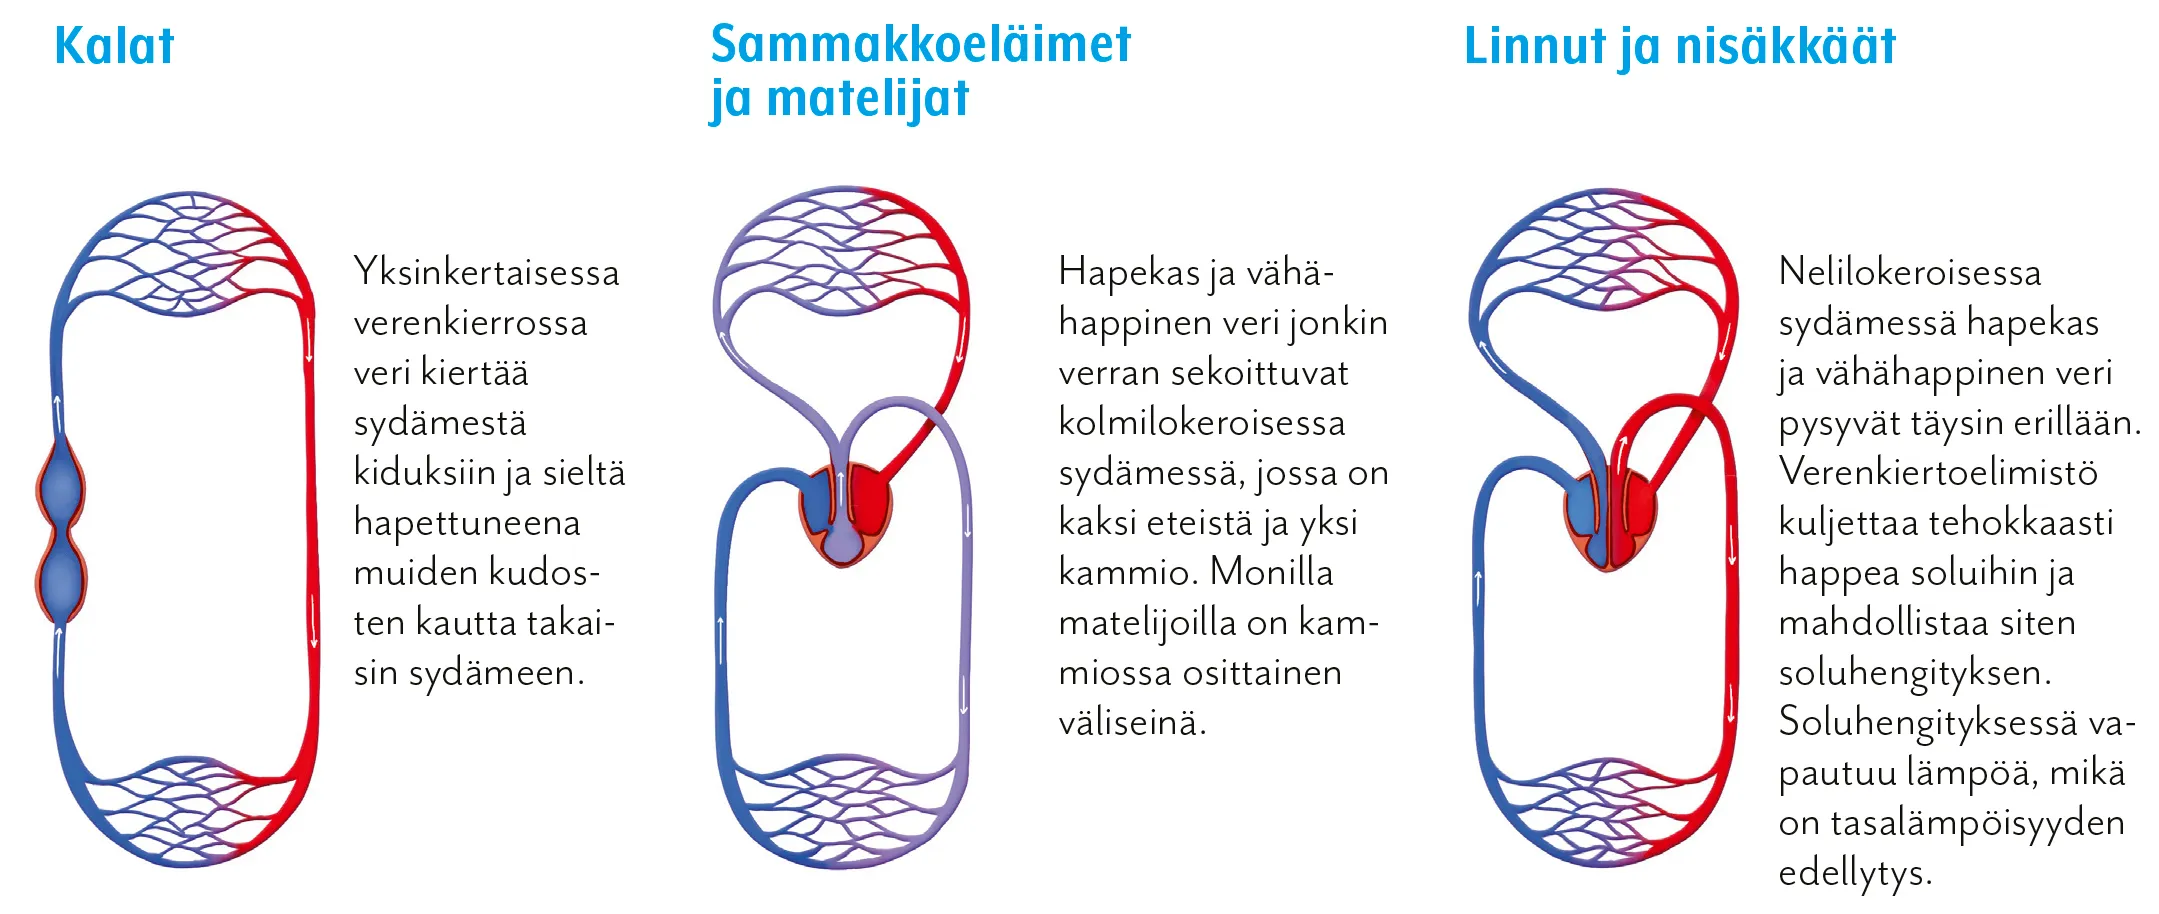 Kalat
Yksinkertaisessa
verenkierrossa
veri kiertää
sydämestä
kiduksiin ja sieltä
hapettuneena
muiden kudos-
ten kautta takai-
sin sydämeen.
Sammakkoeläimet
ja matelijat
Hapekas ja vähä-
happinen veri jonkin
verran sekoittuvat
kolmilokeroisessa
sydämessä, jossa on
kaksi eteistä ja yksi
kammio. Monilla
matelijoilla on kam-
miossa osittainen
väliseinä.
Linnut ja nisäkkäät
Nelilokeroisessa
sydämessä hapekas
ja vähähappinen veri
pysyvät täysin erillään.
Verenkiertoelimistö
kuljettaa tehokkaasti
happea soluihin ja
mahdollistaa siten
soluhengityksen.
Soluhengityksessä va-
pautuu lämpöä, mikä
on tasalämpöisyyden
edellytys.